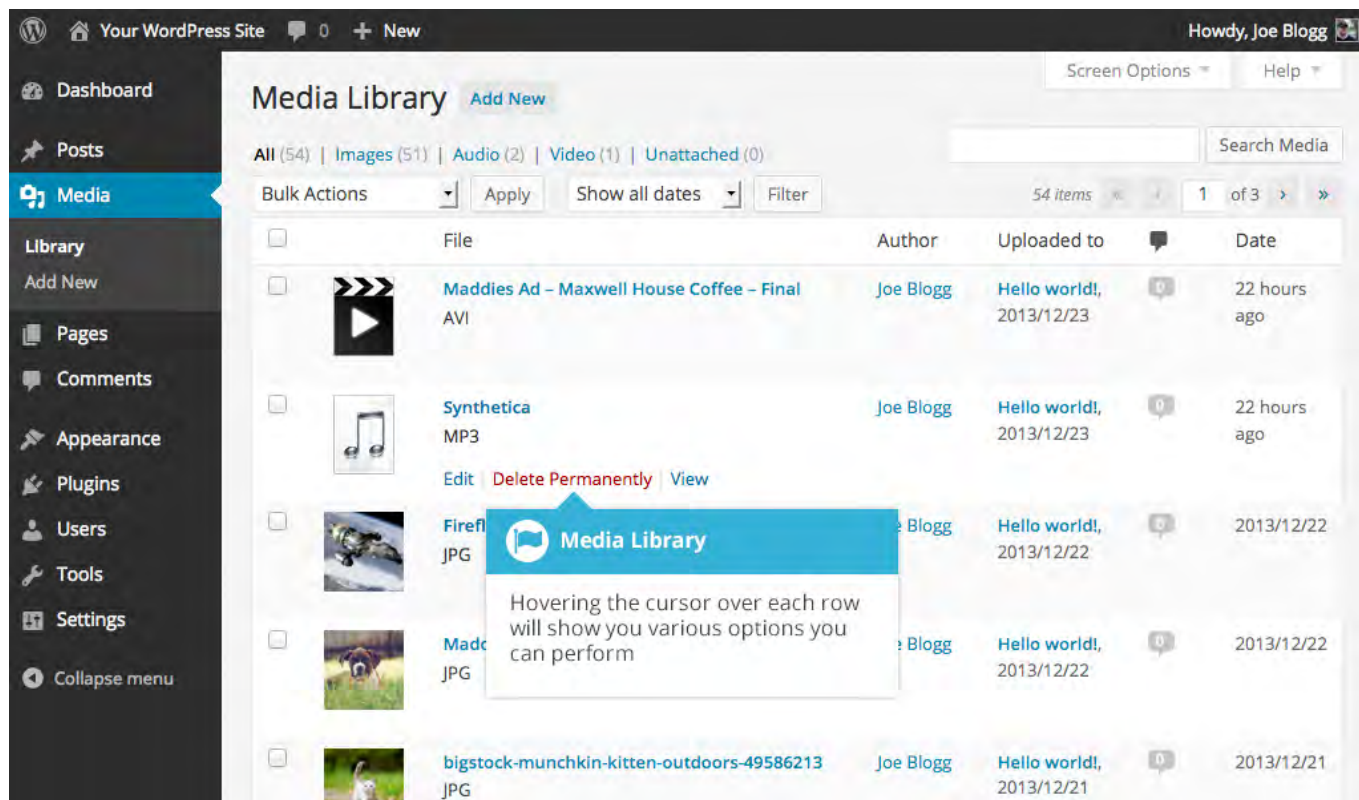 Your WordPress Site 0 + New Howdy, Joe Blogg
Screen Options Help
Dashboard
Posts
Media
Library
Add New
Pages
Comments
Appearance
Plugins
Users
Tools
Settings
Collapse menu
Media Library Add New
All (54) | Images (51) | Audio (2) | Video (1) | Unattached (0)
Search Media
Bulk Actions Apply Show all dates Filter 54 items « ‹ 1 of 3 › »
File Author Uploaded to Date
Maddies Ad – Maxwell House Coffee – Final Joe Blogg Hello world!, 0 22 hours
AVI 2013/12/23 ago
Synthetica Joe Blogg Hello world!, 0 22 hours
MP3 2013/12/23 ago
Edit | Delete Permanently | View
Joe Blogg Hello world!, 0 2013/12/22
JPG 2013/12/22
Media Library
Hovering the cursor over each row
will show you various options you
can perform
Blogg Hello world!, 0 2013/12/22
JPG 2013/12/22
bigstock-munchkin-kitten-outdoors-49586213 Joe Blogg Hello world!, 0 2013/12/21
JPG 2013/12/21